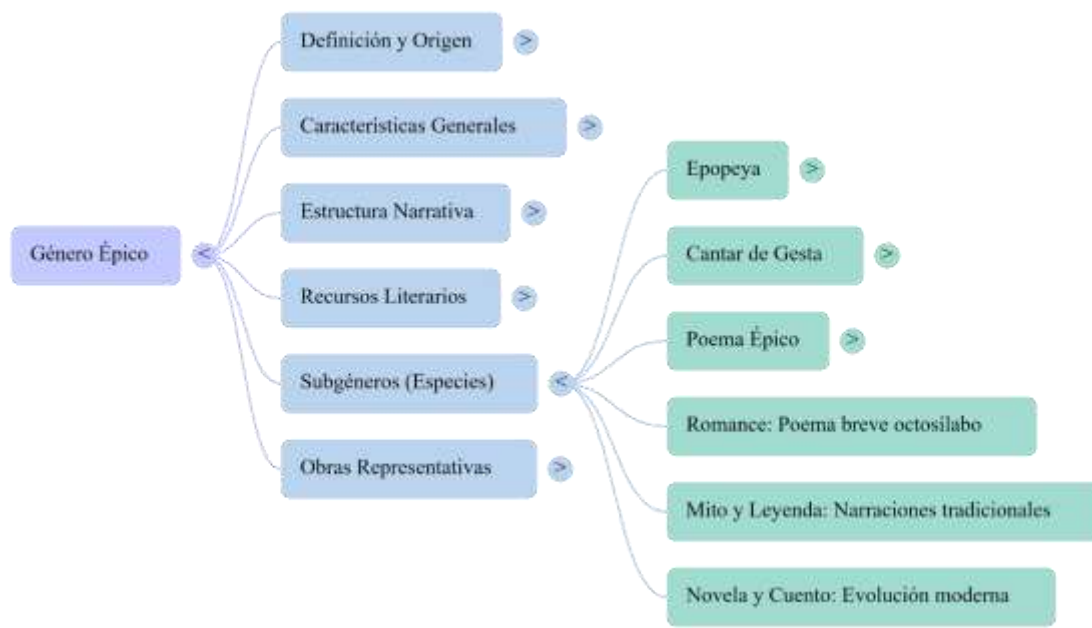 Género Épico
Definición y Origen
Características Generales
Estructura Narrativa
Recursos Literarios
Subgéneros (Especies)
Obras Representativas
Epopeya
Cantar de Gesta
Poema Épico
Romance: Poema breve octosílabo
Mito y Leyenda: Narraciones tradicionales
Novela y Cuento: Evolución moderna